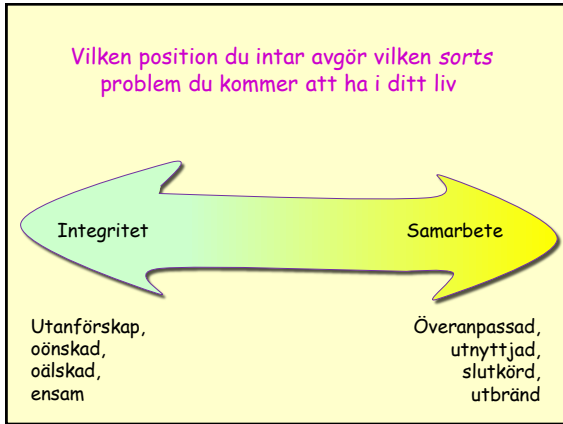 Vilken position du intar avgör vilken sorts
problem du kommer att ha i ditt liv
Integritet
Samarbete
Utanförskap,
oönskad,
oälskad,
ensam
Överanpassad,
utnyttjad,
slutkörd,
utbränd